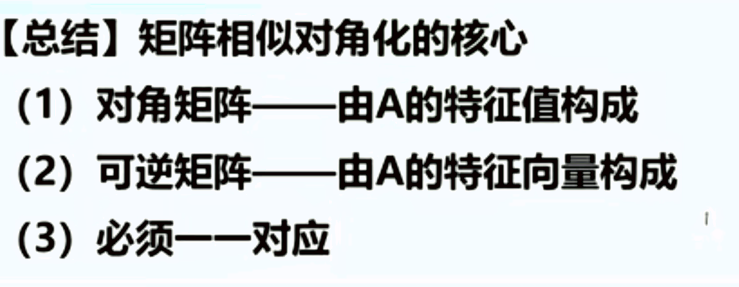 【总结】矩阵相似对角化的核心
（1）对角矩阵——由A的特征值构成
（2）可逆矩阵——由A的特征向量构成
（3）必须一一对应